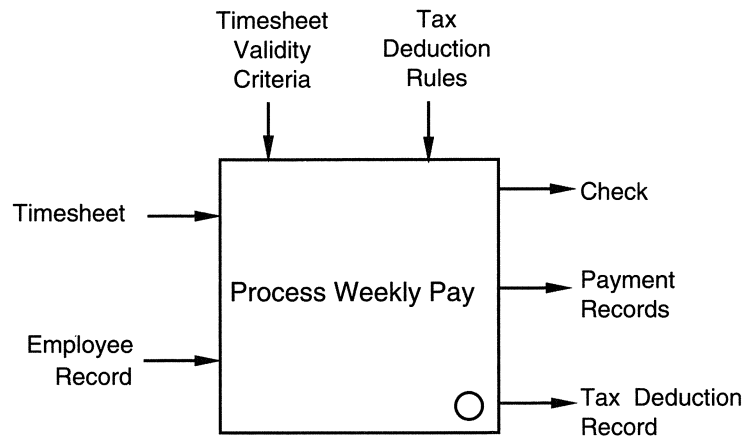 Timesheet
Validity
Criteria
Tax
Deduction
Rules
Timesheet
Employee
Record
Process Weekly Pay
Check
Payment
Records
Tax Deduction
Record